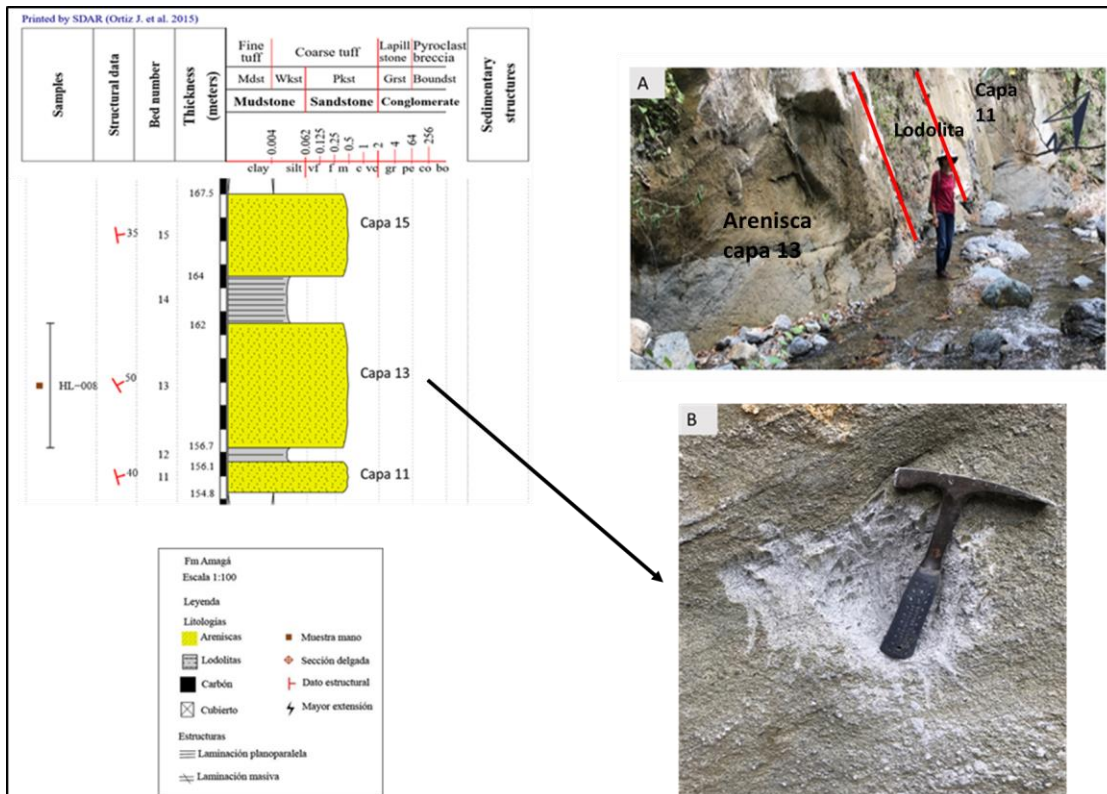 Printed by SDAR (Ortiz J. et al. 2015)
Samples
Structural data
Bed number
Thickness
(meters)
Fine
tuff
Coarse tuff
Lapill
stone
Pyroclast
breccia
Mdst
Wkst
Pkst
Grst
Boundst
Mudstone
Sandstone
Conglomerate
0.004
0.062
0.125
0.25
0.5
1
2
4
64
256
clay
silt
vf
f
m
c
vc
gr
pe
co
bo
Sedimentary
structures
167.5
35
15
Capa 15
164
14
162
HL-008
50
13
Capa 13
156.7
12
156.1
40
11
Capa 11
154.8
Fm Amagá
Escala 1:100
Leyenda
Litologías
Areniscas
Muestra mano
Lodolitas
Sección delgada
Carbón
Dato estructural
Cubierto
Mayor extensión
Estructuras
Laminación planoparalela
Laminación masiva
A
Capa
11
Lodolita
Arenisca
capa 13
B